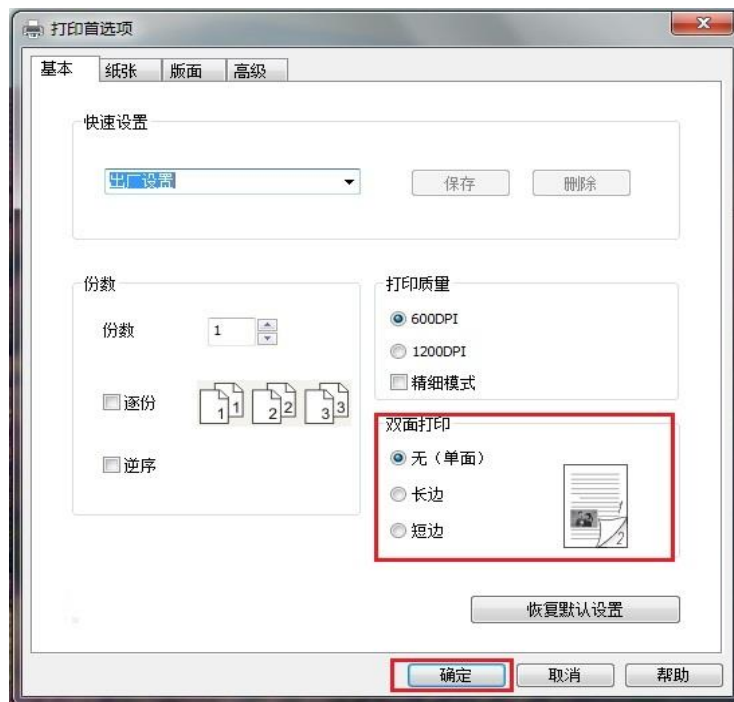 打印首选项
基本 纸张 版面 高级
快速设置
出厂设置 保存 删除
份数
份数 1
逐份 1 1 2 2 3 3
逆序
打印质量
600DPI
1200DPI
精细模式
双面打印
无（单面）
长边
短边
1
2
恢复默认设置
确定 取消 帮助